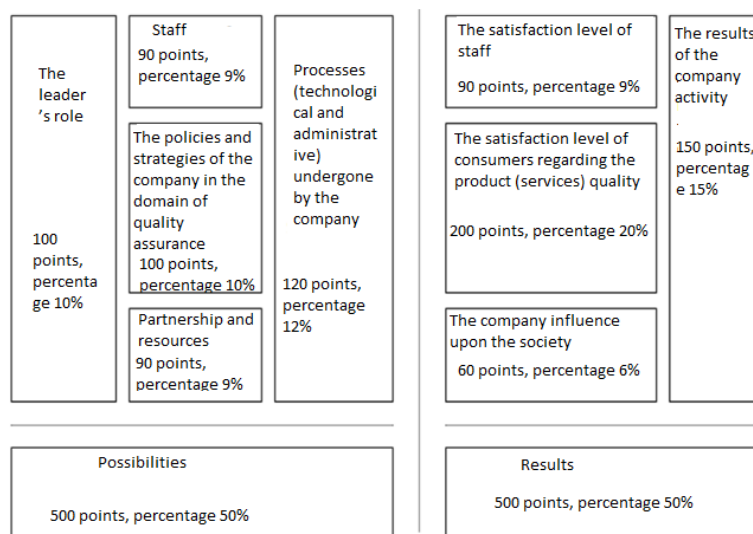 The
leader
's role
100
points,
percenta
ge 10%
Staff
90 points,
percentage 9%
The policies and
strategies of the
company in the
domain of
quality
assurance
100 points,
percentage 10%
Partnership and
resources
90 points,
percentage 9%
Processes
(technologi
cal and
administrat
ive)
undergone
by the
company
120 points,
percentage
12%
The satisfaction level of
staff
90 points, percentage 9%
The satisfaction level of
consumers regarding the
product (services) quality
200 points, percentage 20%
The company influence
upon the society
60 points, percentage 6%
The results
of the
company
activity
.
150 points,
percentag
e 15%
Possibilities
500 points, percentage 50%
Results
500 points, percentage 50%